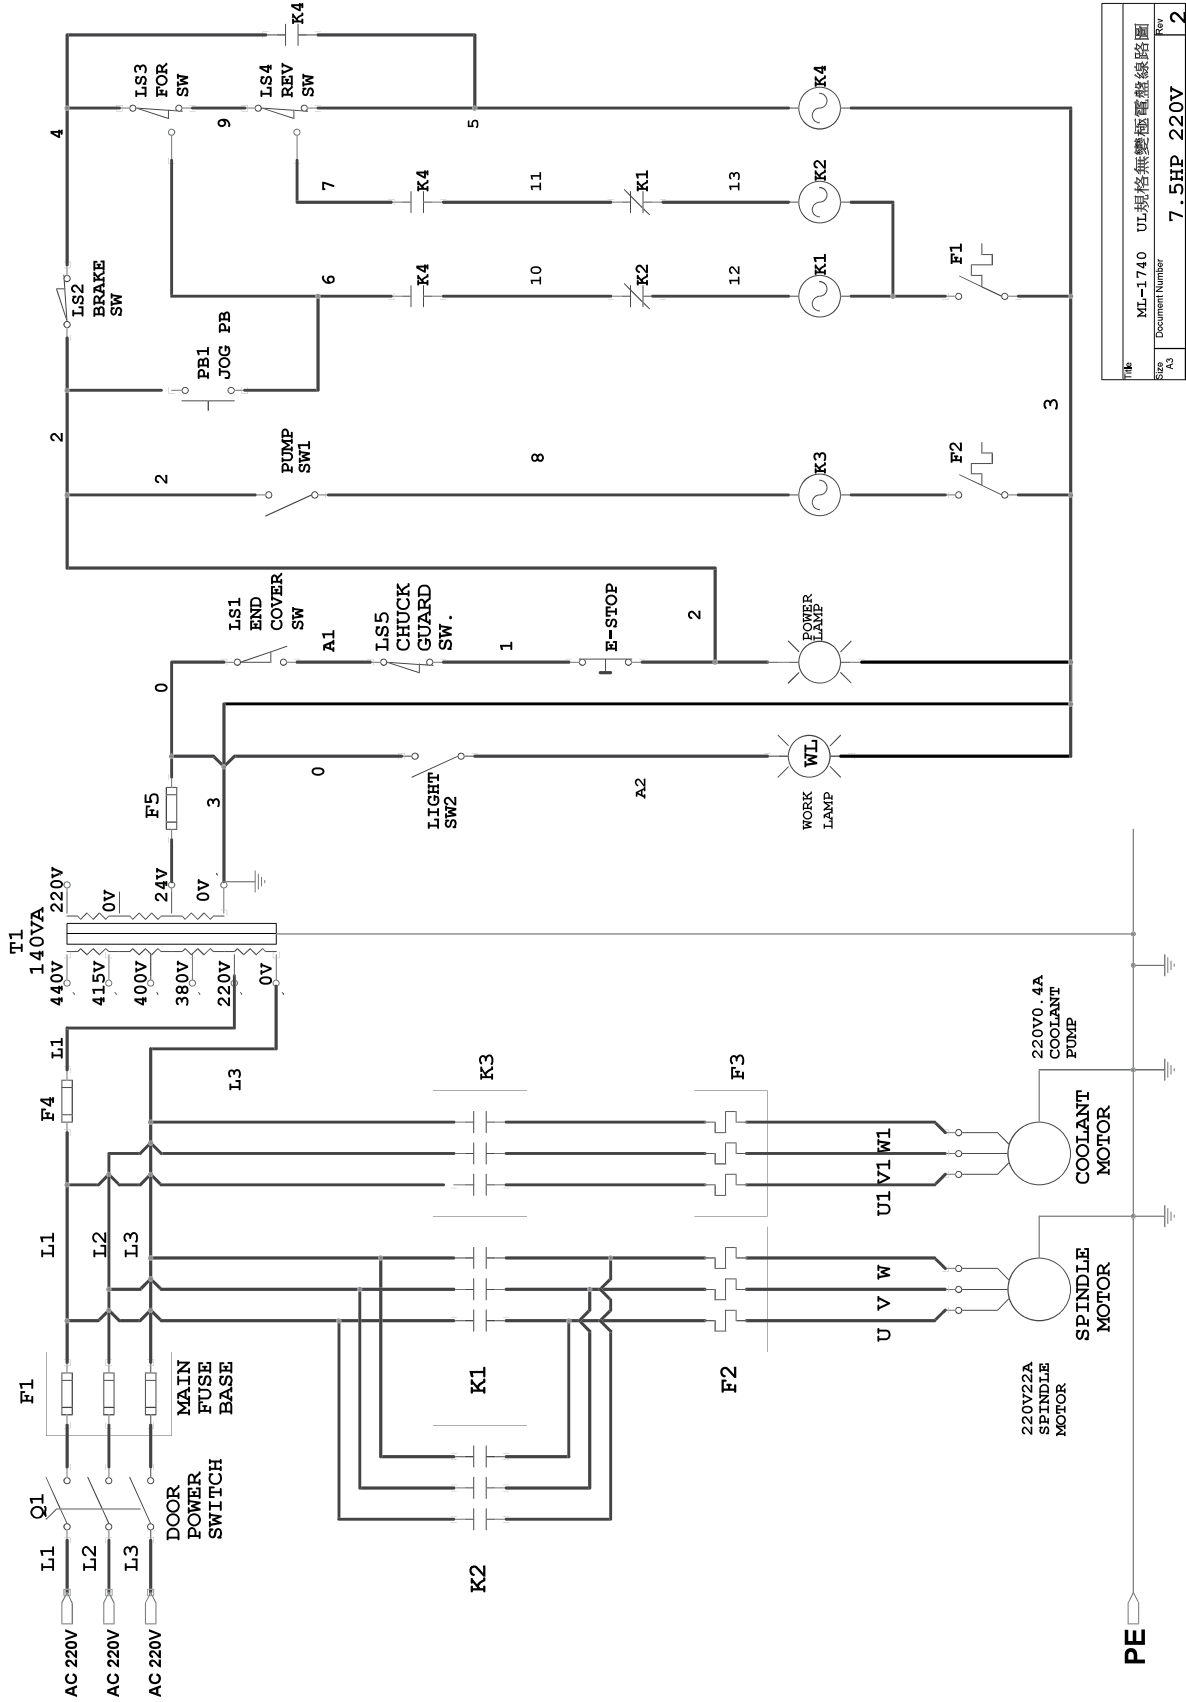 AC 220V
AC 220V
AC 220V
L1
L2
L3
Q1
DOOR
POWER
SWITCH
F1
MAIN
FUSE
BASE
L1
L2
L3
F4
L1
L3
T1
140VA
440V
415V
400V
380V
220V
0V
220V
0V
24V
0V
F5
3
0
0
LS1
END
COVER
SW
A1
LS5
CHUCK
GUARD
SW.
1
E-STOP
2
POWER
LAMP
LIGHT
SW2
A2
WL
WORK
LAMP
2
2
PUMP
SW1
8
K3
F2
PB1
JOG PB
LS2
BRAKE
SW
4
6
K4
10
K2
12
K1
F1
7
K4
11
K1
13
K2
LS3
FOR
SW
9
LS4
REV
SW
5
K4
K4
3
K2
K1
K3
F2
F3
U V W
U1 V1 W1
SPINDLE
MOTOR
220V22A
SPINDLE
MOTOR
COOLANT
MOTOR
220V0.4A
COOLANT
PUMP
PE
Title
ML-1740 UL規格無變極電盤線路圖
Size
A3
Document Number
7.5HP 220V
Rev
2